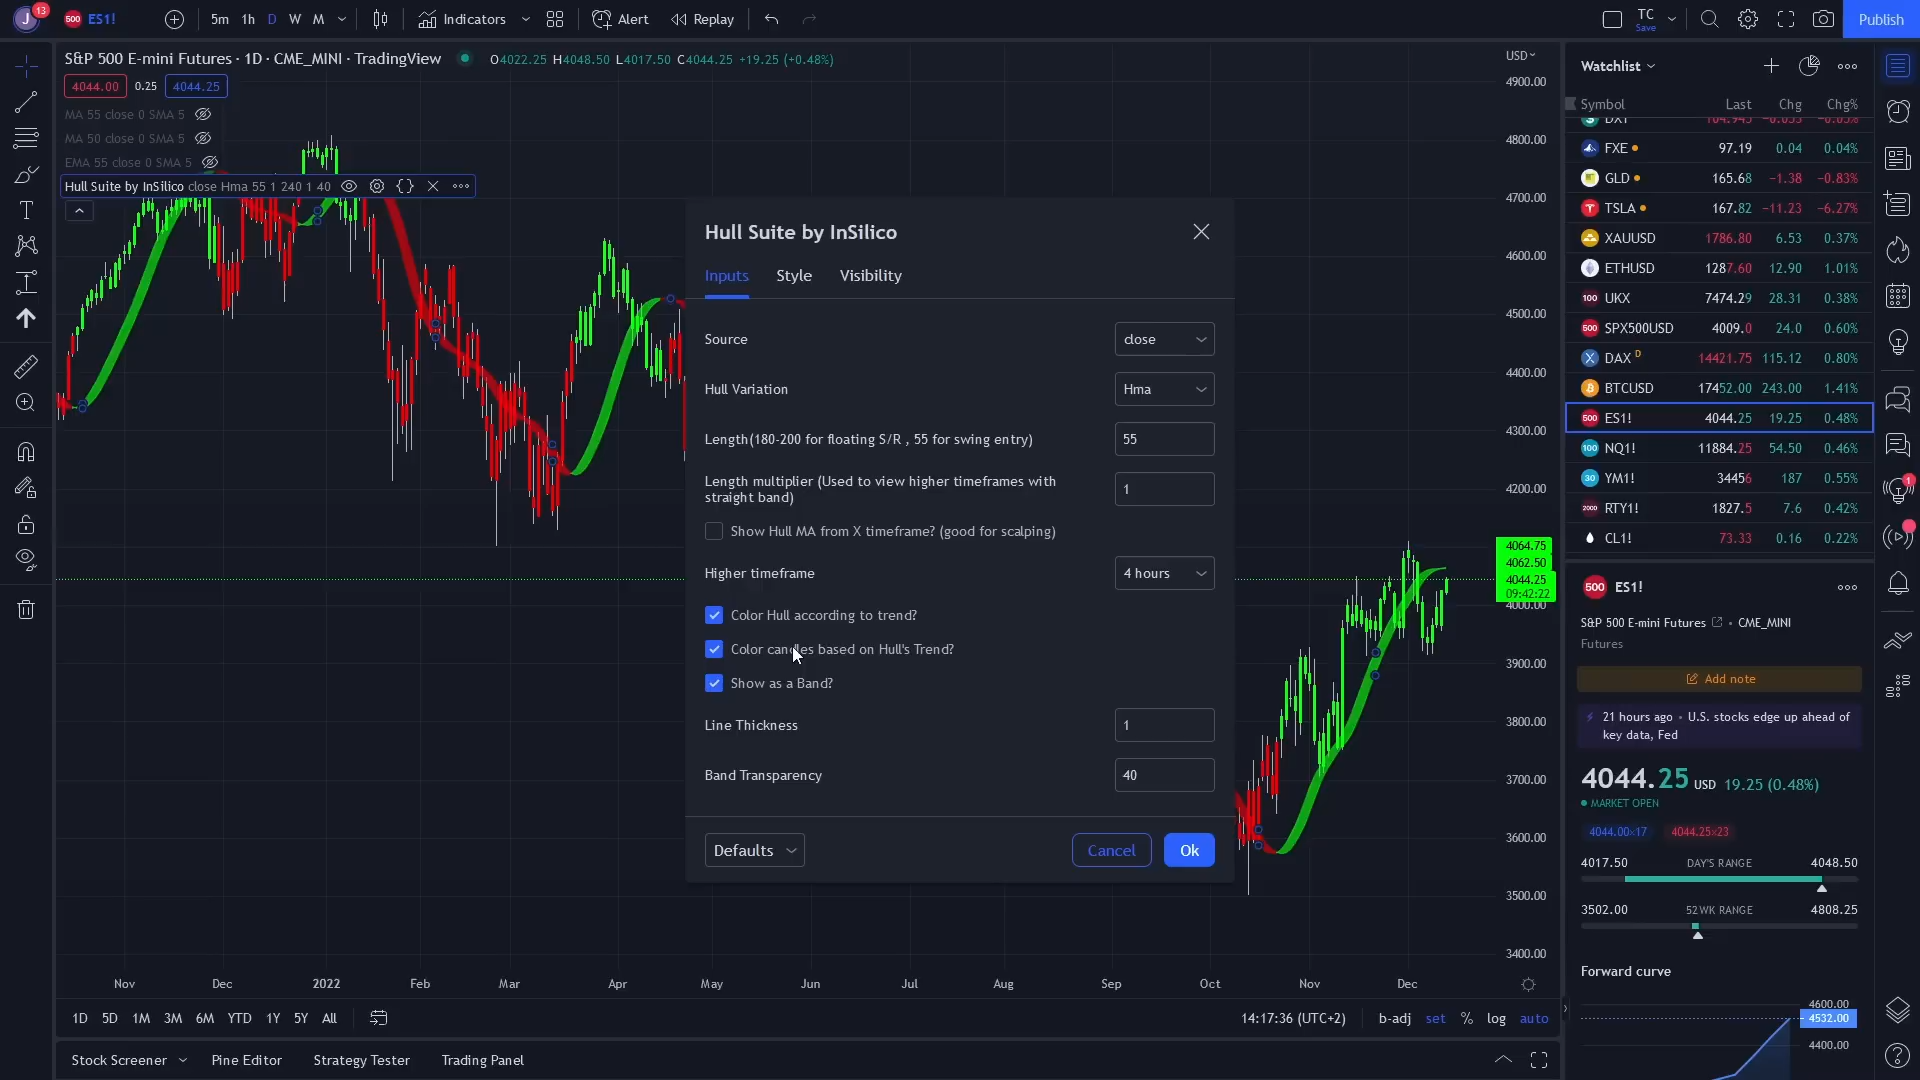 J 13 500 ES1! 5m 1h D W M Indicators Alert Replay TC Save Publish
S&P 500 E-mini Futures · 1D · CME_MINI · TradingView O4022.25 H4048.50 L4017.50 C4044.25 +19.25 (+0.48%)
4044.00 0.25 4044.25
MA 55 close 0 SMA 5
MA 50 close 0 SMA 5
EMA 55 close 0 SMA 5
Hull Suite by InSilico close Hma 55 1 240 1 40
Hull Suite by InSilico
Inputs Style Visibility
Source close
Hull Variation Hma
Length(180-200 for floating S/R , 55 for swing entry) 55
Length multiplier (Used to view higher timeframes with
straight band) 1
Show Hull MA from X timeframe? (good for scalping)
Higher timeframe 4 hours
Color Hull according to trend?
Color candles based on Hull's Trend?
Show as a Band?
Line Thickness 1
Band Transparency 40
Defaults Cancel Ok
USD
4900.00
4800.00
4700.00
4600.00
4500.00
4400.00
4300.00
4200.00
4064.75
4062.50
4044.25
09:42:22
4000.00
3900.00
3800.00
3700.00
3600.00
3500.00
3400.00
Nov Dec 2022 Feb Mar Apr May Jun Jul Aug Sep Oct Nov Dec
1D 5D 1M 3M 6M YTD 1Y 5Y All 14:17:36 (UTC+2) b-adj set % log auto
Stock Screener Pine Editor Strategy Tester Trading Panel
Watchlist
Symbol Last Chg Chg%
DXY 104.945 −0.055 −0.05%
FXE 97.19 0.04 0.04%
GLD 165.68 −1.38 −0.83%
TSLA 167.82 −11.23 −6.27%
XAUUSD 1786.80 6.53 0.37%
ETHUSD 1287.60 12.90 1.01%
100 UKX 7474.29 28.31 0.38%
500 SPX500USD 4009.0 24.0 0.60%
DAX D 14421.75 115.12 0.80%
BTCUSD 17452.00 243.00 1.41%
500 ES1! 4044.25 19.25 0.48%
100 NQ1! 11884.25 54.50 0.46%
30 YM1! 34456 187 0.55%
2000 RTY1! 1827.5 7.6 0.42%
CL1! 73.33 0.16 0.22%
500 ES1!
S&P 500 E-mini Futures • CME_MINI
Futures
Add note
21 hours ago • U.S. stocks edge up ahead of
key data, Fed
4044.25 USD 19.25 (0.48%)
MARKET OPEN
4044.00×17 4044.25×23
4017.50 DAY'S RANGE 4048.50
3502.00 52WK RANGE 4808.25
Forward curve
4600.00
4532.00
4400.00
1